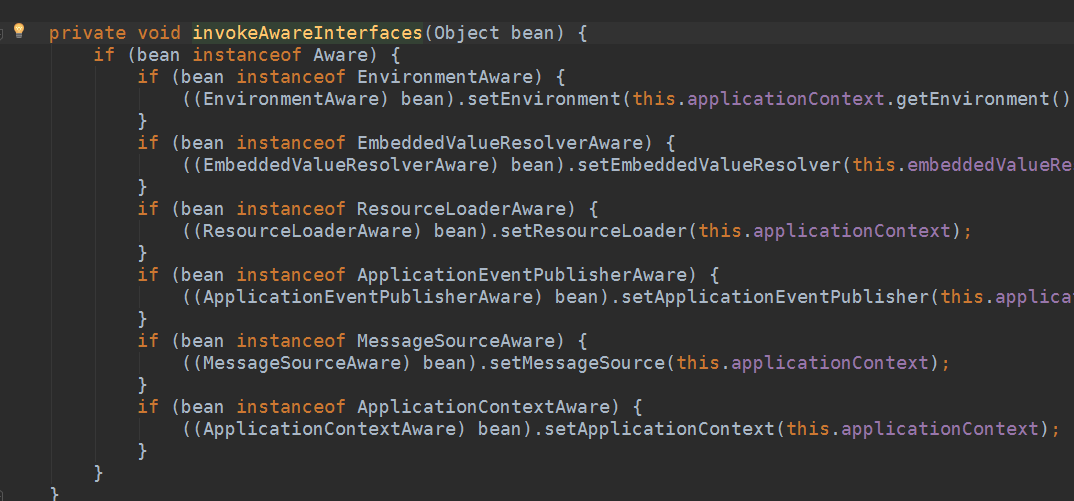 private void invokeAwareInterfaces(Object bean) {
if (bean instanceof Aware) {
if (bean instanceof EnvironmentAware) {
((EnvironmentAware) bean).setEnvironment(this.applicationContext.getEnvironment()
}
if (bean instanceof EmbeddedValueResolverAware) {
((EmbeddedValueResolverAware) bean).setEmbeddedValueResolver(this.embeddedValueRe
}
if (bean instanceof ResourceLoaderAware) {
((ResourceLoaderAware) bean).setResourceLoader(this.applicationContext);
}
if (bean instanceof ApplicationEventPublisherAware) {
((ApplicationEventPublisherAware) bean).setApplicationEventPublisher(this.applica
}
if (bean instanceof MessageSourceAware) {
((MessageSourceAware) bean).setMessageSource(this.applicationContext);
}
if (bean instanceof ApplicationContextAware) {
((ApplicationContextAware) bean).setApplicationContext(this.applicationContext);
}
}
}